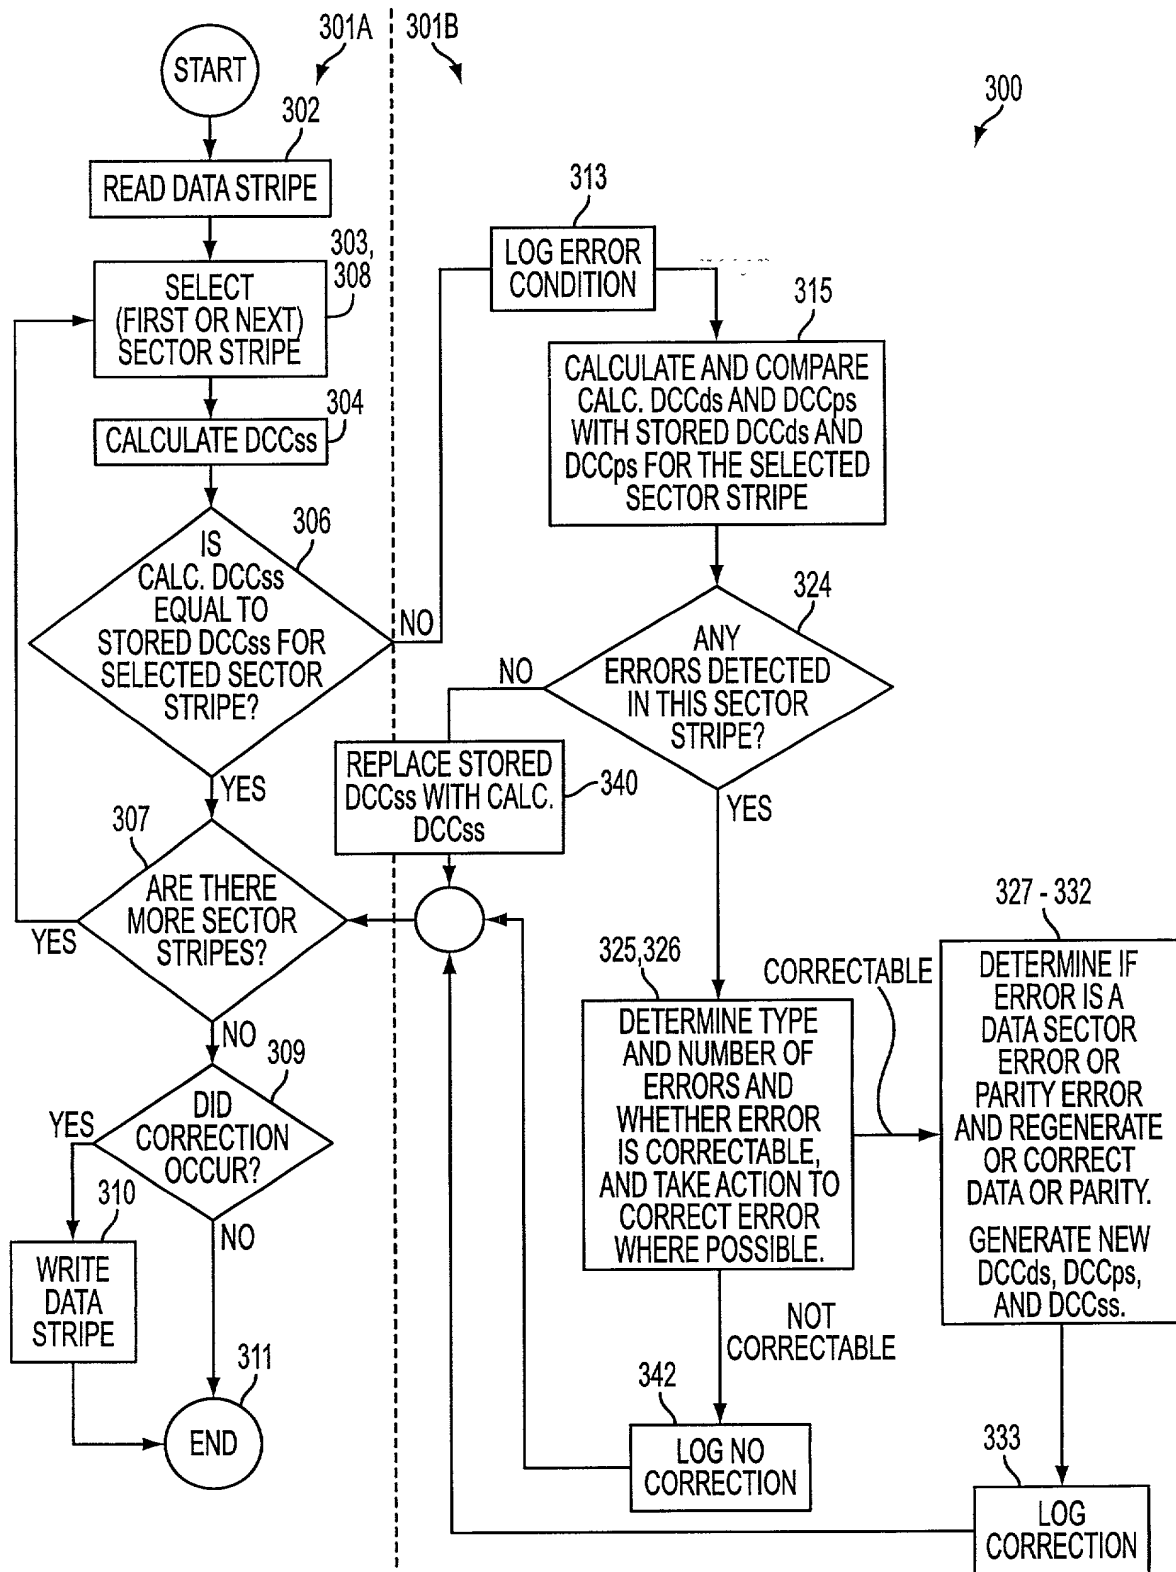 301A
301B
START
300
302
READ DATA STRIPE
313
303,
308
LOG ERROR
CONDITION
SELECT
(FIRST OR NEXT)
SECTOR STRIPE
315
CALCULATE AND COMPARE
CALC. DCCds AND DCCps
WITH STORED DCCds AND
DCCps FOR THE SELECTED
SECTOR STRIPE
304
CALCULATE DCCss
306
IS
CALC. DCCss
EQUAL TO
STORED DCCss FOR
SELECTED SECTOR
STRIPE?
NO
324
ANY
ERRORS DETECTED
IN THIS SECTOR
STRIPE?
NO
YES
REPLACE STORED
DCCss WITH CALC.
DCCss
340
YES
307
ARE THERE
MORE SECTOR
STRIPES?
YES
NO
325,326
DETERMINE TYPE
AND NUMBER OF
ERRORS AND
WHETHER ERROR
IS CORRECTABLE,
AND TAKE ACTION TO
CORRECT ERROR
WHERE POSSIBLE.
CORRECTABLE
327 - 332
DETERMINE IF
ERROR IS A
DATA SECTOR
ERROR OR
PARITY ERROR
AND REGENERATE
OR CORRECT
DATA OR PARITY.
GENERATE NEW
DCCds, DCCps,
AND DCCss.
309
DID
CORRECTION
OCCUR?
YES
NO
310
WRITE
DATA
STRIPE
311
END
NOT
CORRECTABLE
342
LOG NO
CORRECTION
333
LOG
CORRECTION